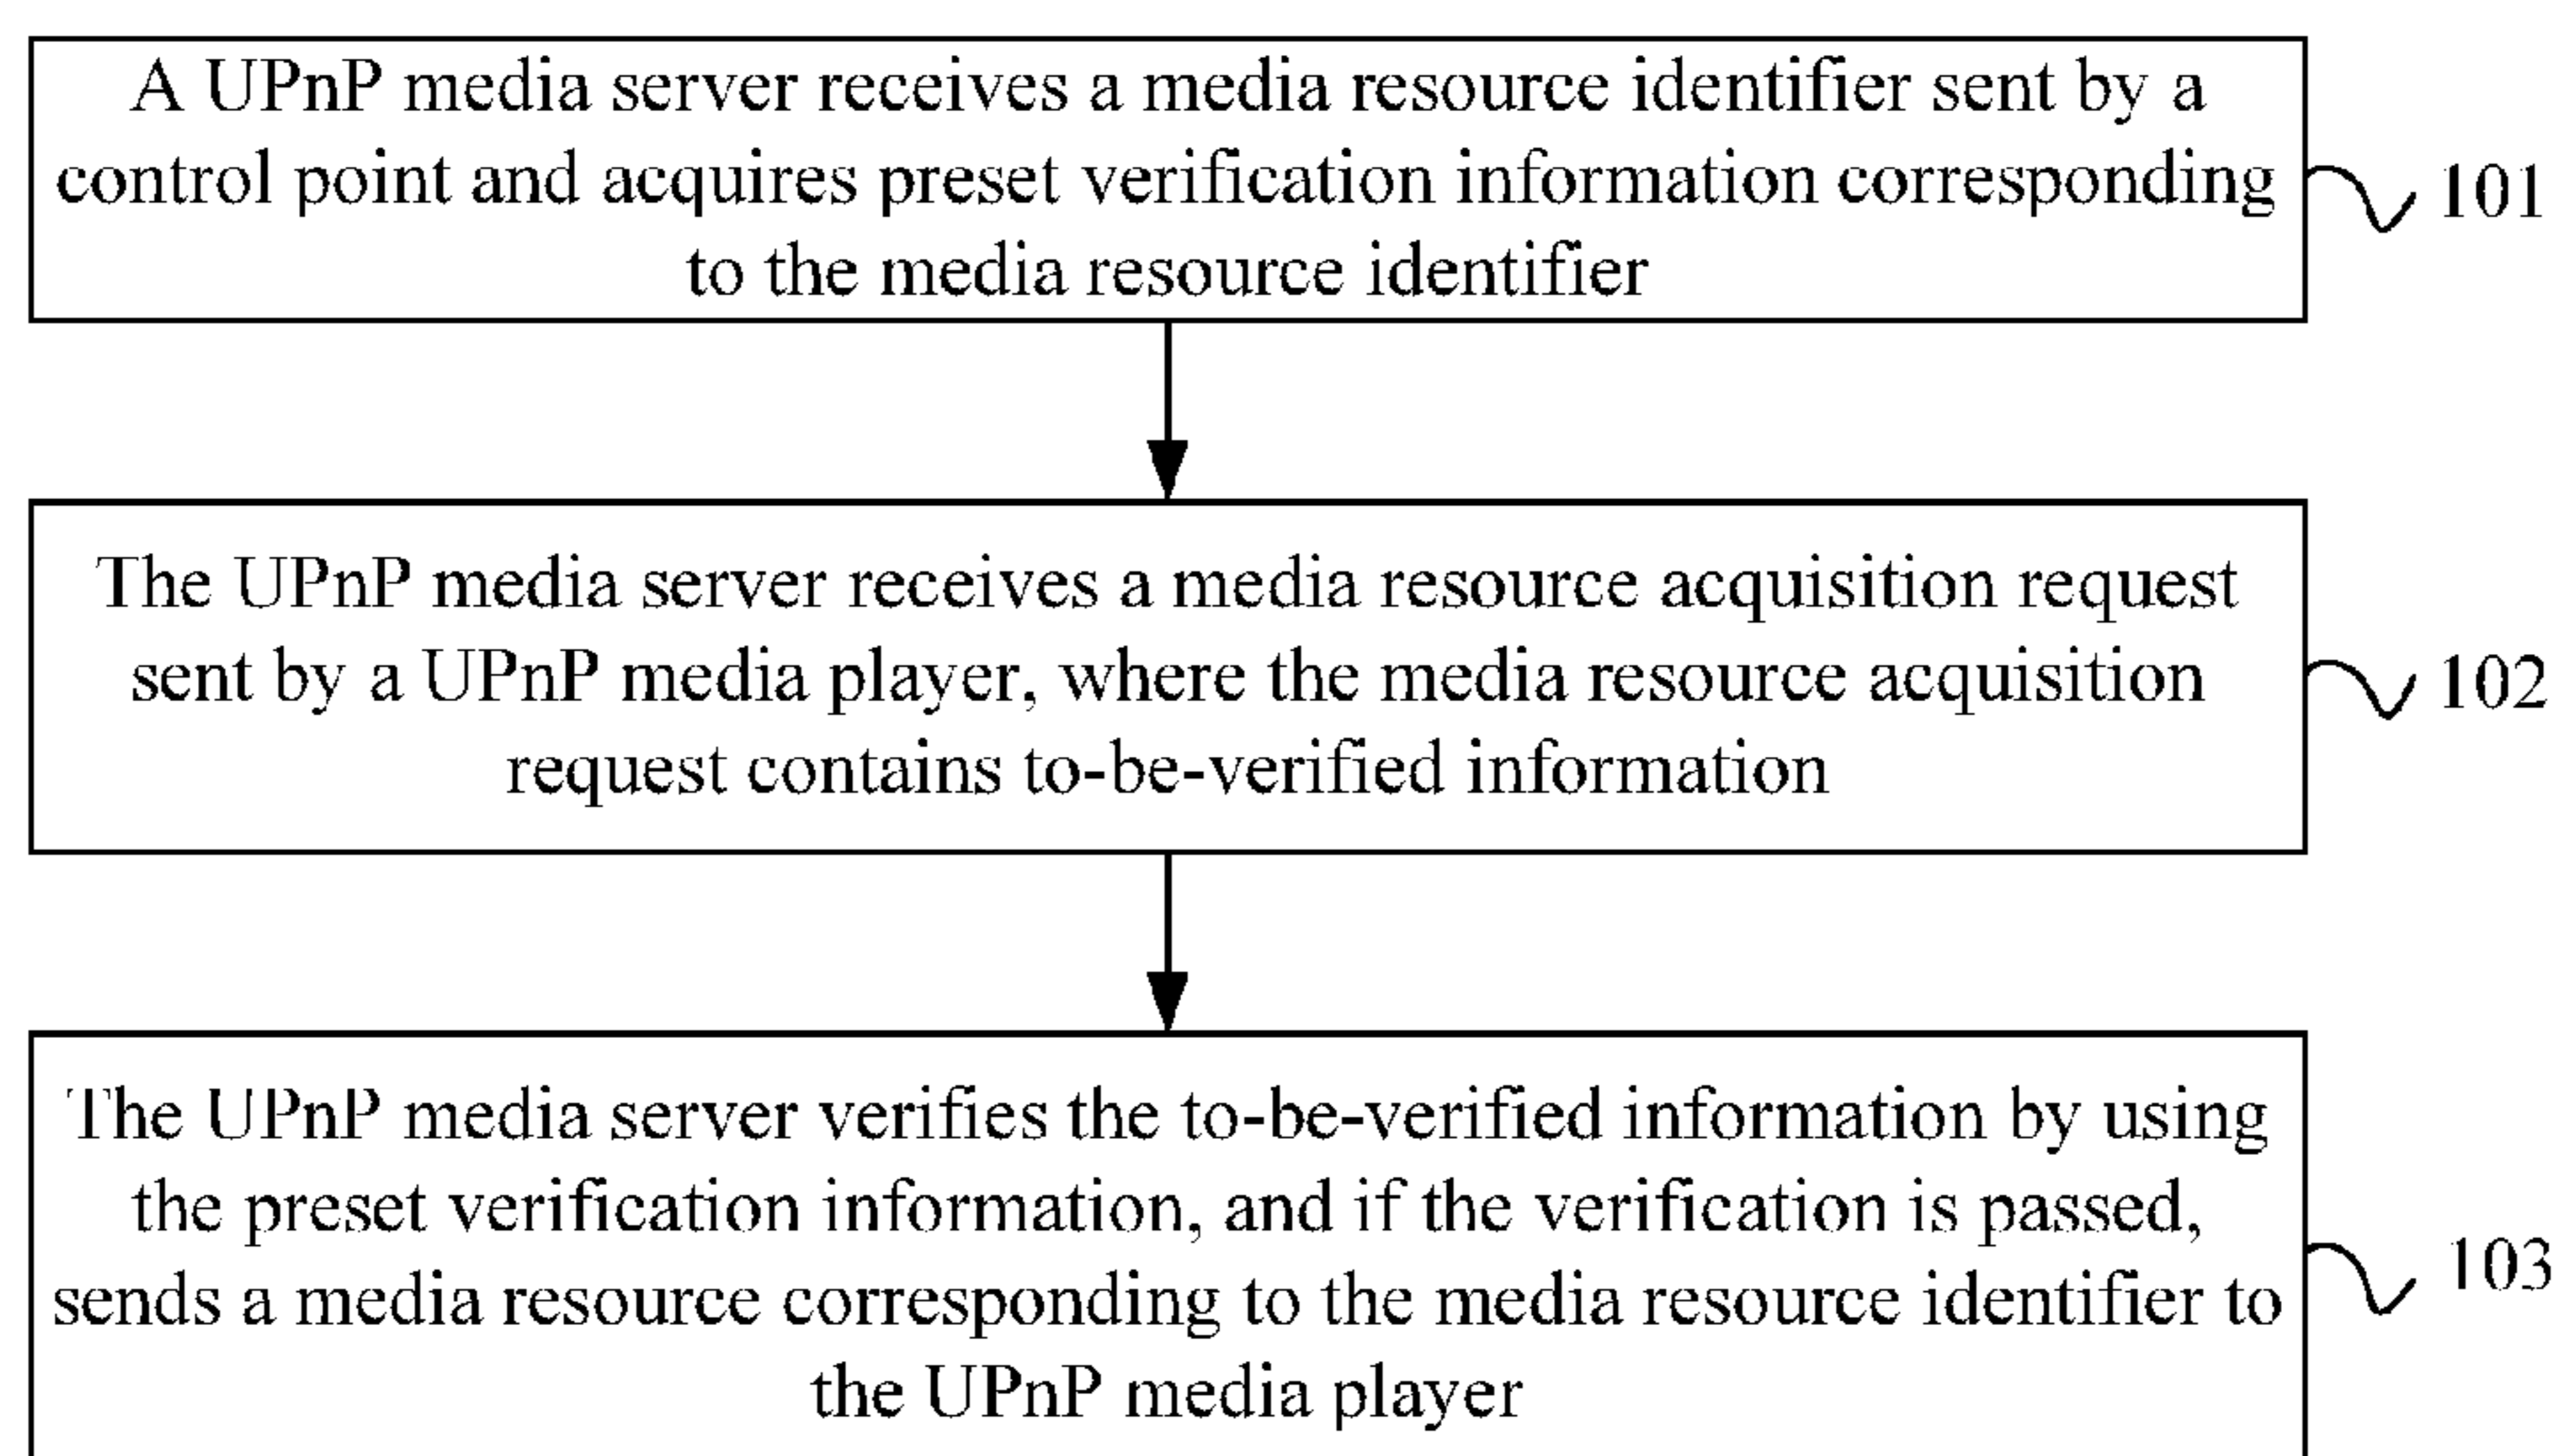 A UPnP media server receives a media resource identifier sent by a
control point and acquires preset verification information corresponding
to the media resource identifier
101
The UPnP media server receives a media resource acquisition request
sent by a UPnP media player, where the media resource acquisition
request contains to-be-verified information
102
The UPnP media server verifies the to-be-verified information by using
the preset verification information, and if the verification is passed,
sends a media resource corresponding to the media resource identifier to
the UPnP media player
103